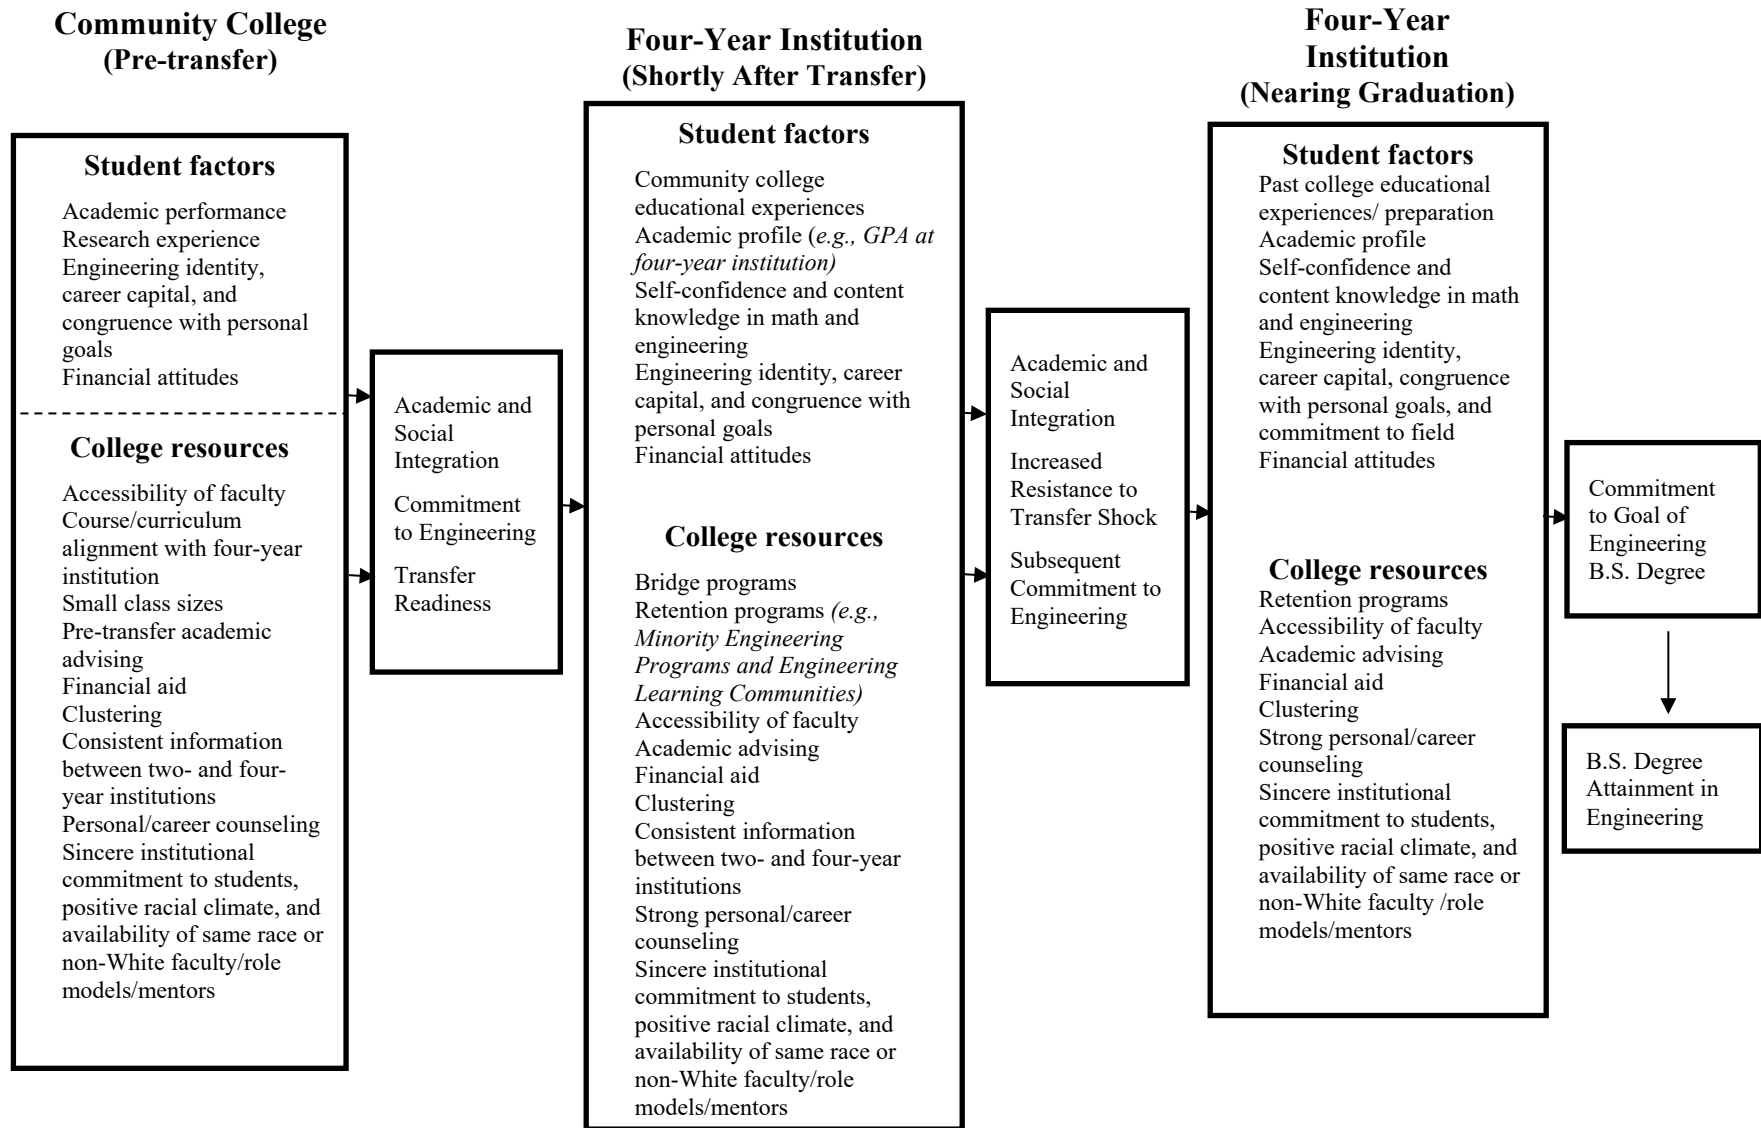 Community College
(Pre-transfer)
Student factors
Academic performance
Research experience
Engineering identity,
career capital, and
congruence with personal
goals
Financial attitudes
College resources
Accessibility of faculty
Course/curriculum
alignment with four-year
institution
Small class sizes
Pre-transfer academic
advising
Financial aid
Clustering
Consistent information
between two- and four-
year institutions
Personal/career counseling
Sincere institutional
commitment to students,
positive racial climate, and
availability of same race or
non-White faculty/role
models/mentors
Academic and
Social
Integration
Commitment
to Engineering
Transfer
Readiness
Four-Year Institution
(Shortly After Transfer)
Student factors
Community college
educational experiences
Academic profile (e.g., GPA at
four-year institution)
Self-confidence and content
knowledge in math and
engineering
Engineering identity, career
capital, and congruence with
personal goals
Financial attitudes
College resources
Bridge programs
Retention programs (e.g.,
Minority Engineering
Programs and Engineering
Learning Communities)
Accessibility of faculty
Academic advising
Financial aid
Clustering
Consistent information
between two- and four-year
institutions
Strong personal/career
counseling
Sincere institutional
commitment to students,
positive racial climate, and
availability of same race or
non-White faculty/role
models/mentors
Academic and
Social
Integration
Increased
Resistance to
Transfer Shock
Subsequent
Commitment to
Engineering
Four-Year
Institution
(Nearing Graduation)
Student factors
Past college educational
experiences/ preparation
Academic profile
Self-confidence and
content knowledge in math
and engineering
Engineering identity,
career capital, congruence
with personal goals, and
commitment to field
Financial attitudes
College resources
Retention programs
Accessibility of faculty
Academic advising
Financial aid
Clustering
Strong personal/career
counseling
Sincere institutional
commitment to students,
positive racial climate, and
availability of same race or
non-White faculty /role
models/mentors
Commitment
to Goal of
Engineering
B.S. Degree
B.S. Degree
Attainment in
Engineering